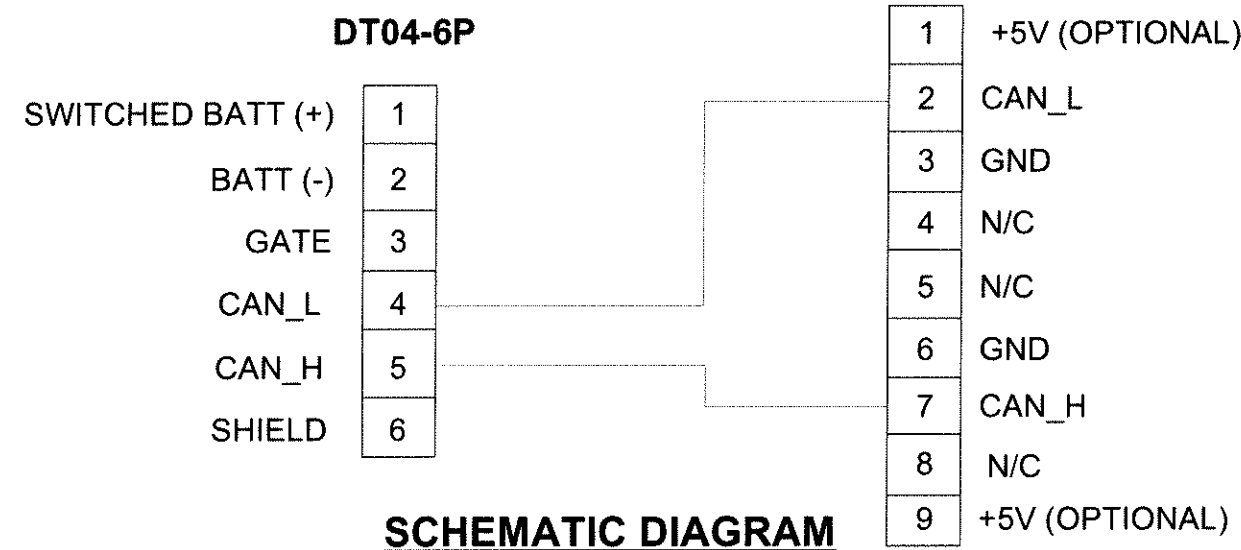 DT04-6P
SWITCHED BATT (+) 1
BATT (-) 2
GATE 3
CAN_L 4
CAN_H 5
SHIELD 6
1 +5V (OPTIONAL)
2 CAN_L
3 GND
4 N/C
5 N/C
6 GND
7 CAN_H
8 N/C
9 +5V (OPTIONAL)
SCHEMATIC DIAGRAM